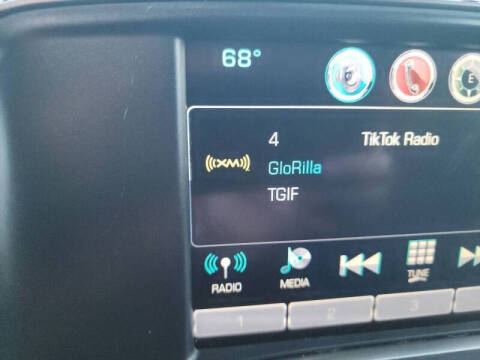 68°
E
4 TikTok Radio
((XM))
GloRilla
TGIF
RADIO
MEDIA
TUNE
1 2 3